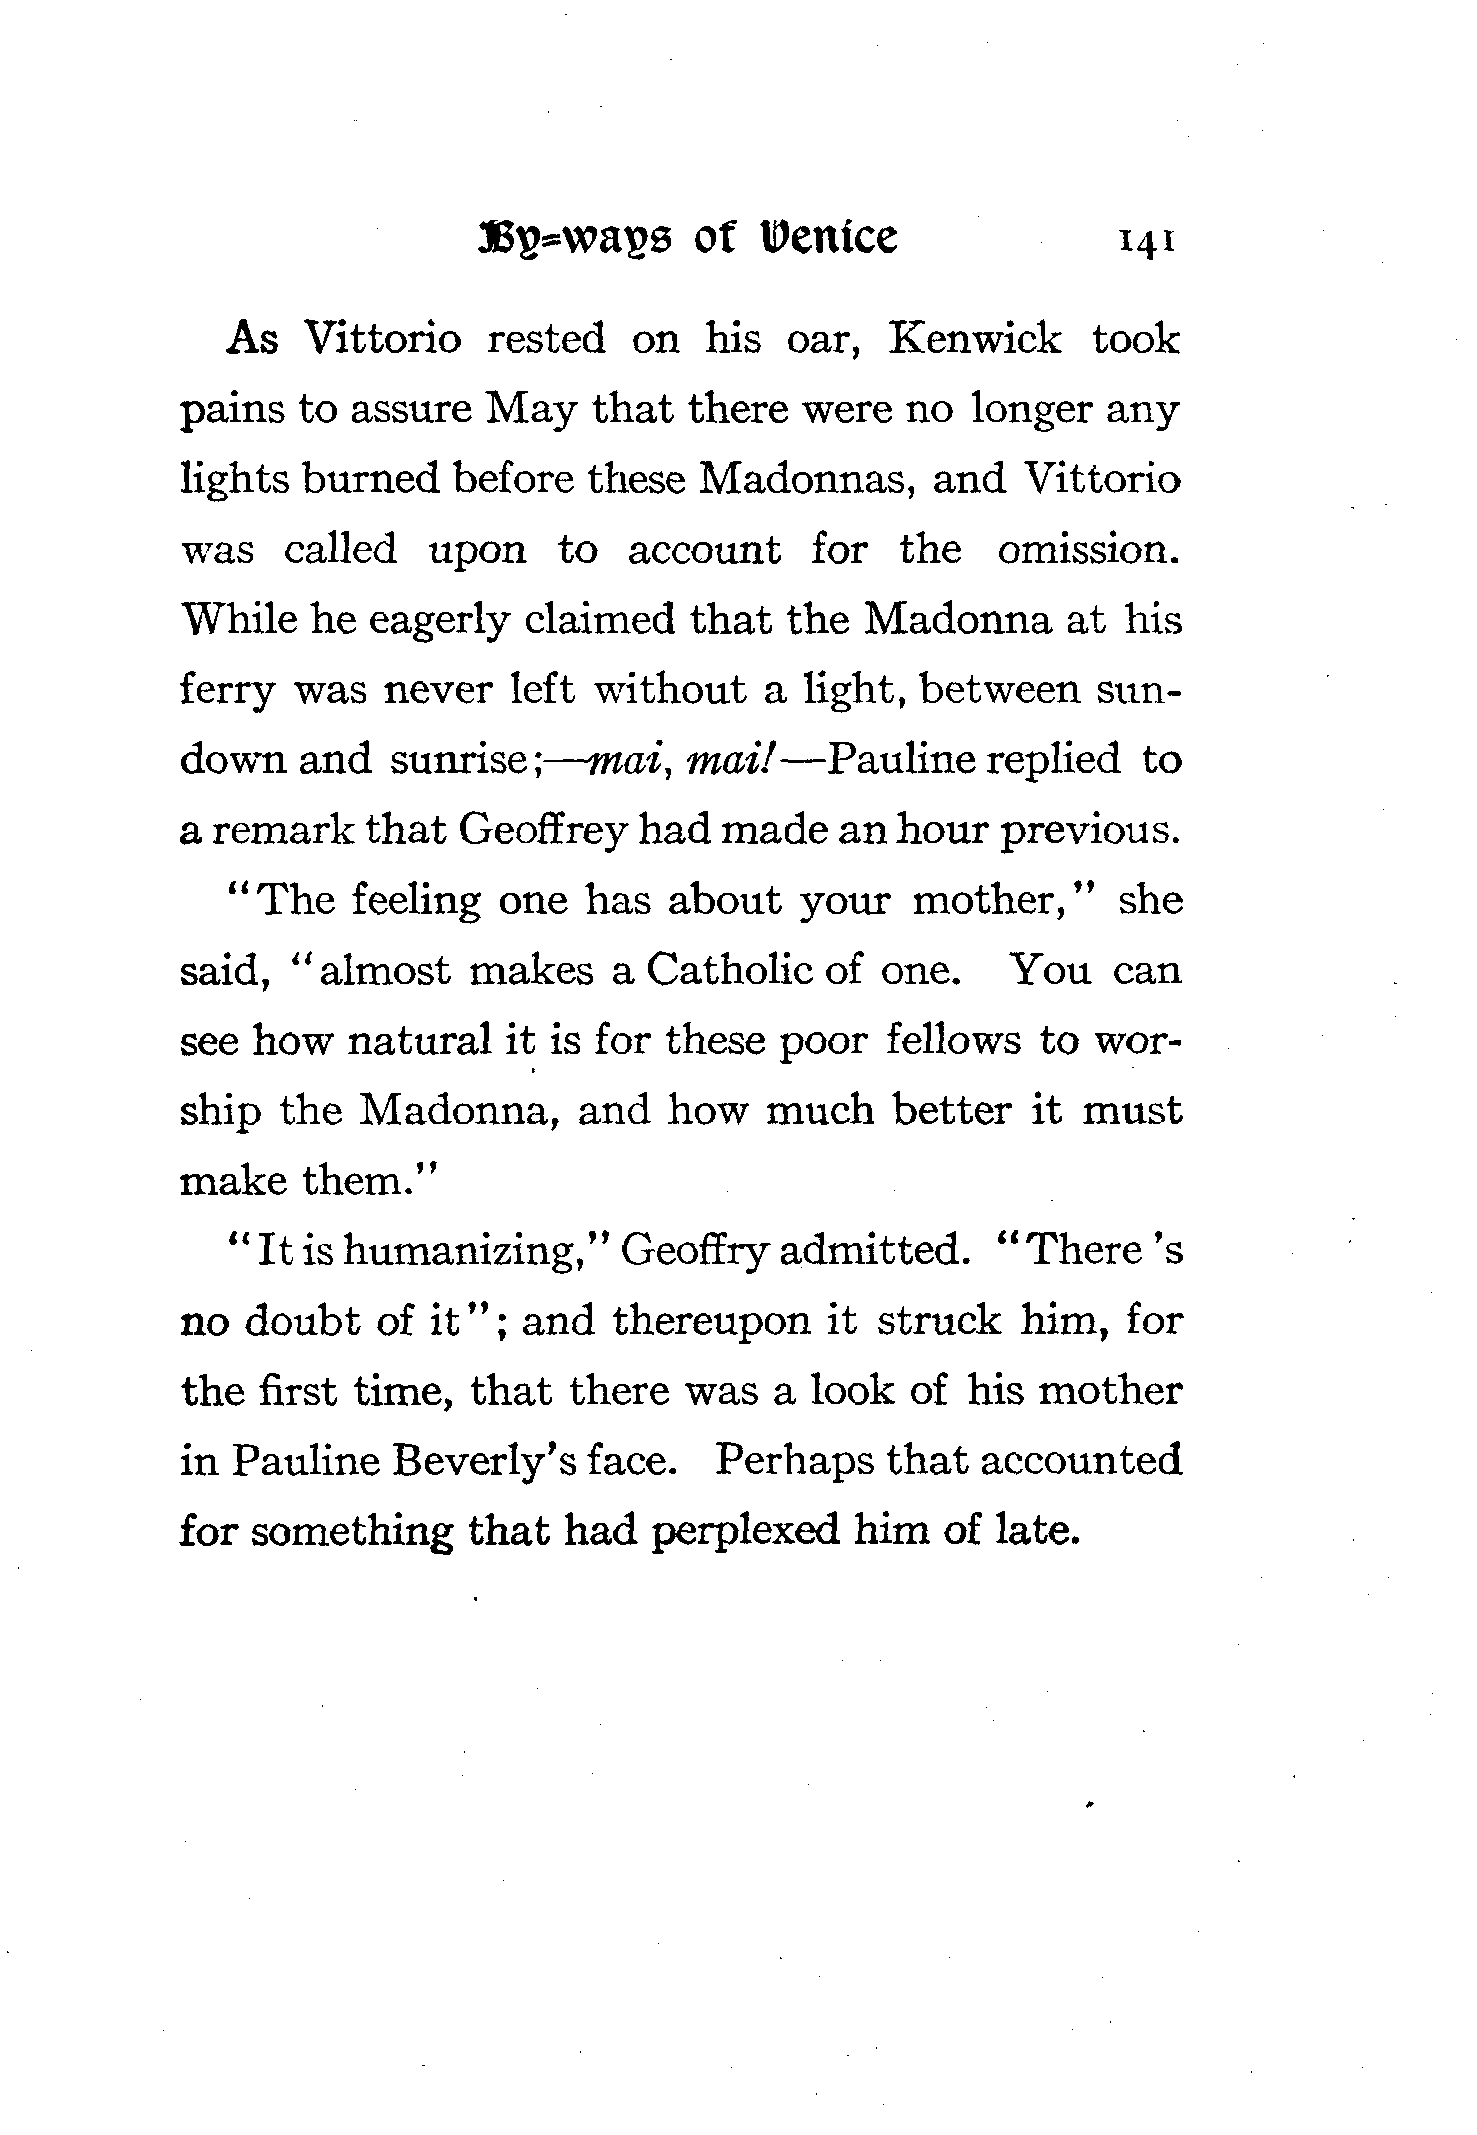 By=ways of Venice 141
As Vittorio rested on his oar, Kenwick took
pains to assure May that there were no longer any
lights burned before these Madonnas, and Vittorio
was called upon to account for the omission.
While he eagerly claimed that the Madonna at his
ferry was never left without a light, between sun-
down and sunrise;—mai, mai!—Pauline replied to
a remark that Geoffrey had made an hour previous.
"The feeling one has about your mother," she
said, "almost makes a Catholic of one. You can
see how natural it is for these poor fellows to wor-
ship the Madonna, and how much better it must
make them."
"It is humanizing," Geoffry admitted. "There 's
no doubt of it"; and thereupon it struck him, for
the first time, that there was a look of his mother
in Pauline Beverly's face. Perhaps that accounted
for something that had perplexed him of late.